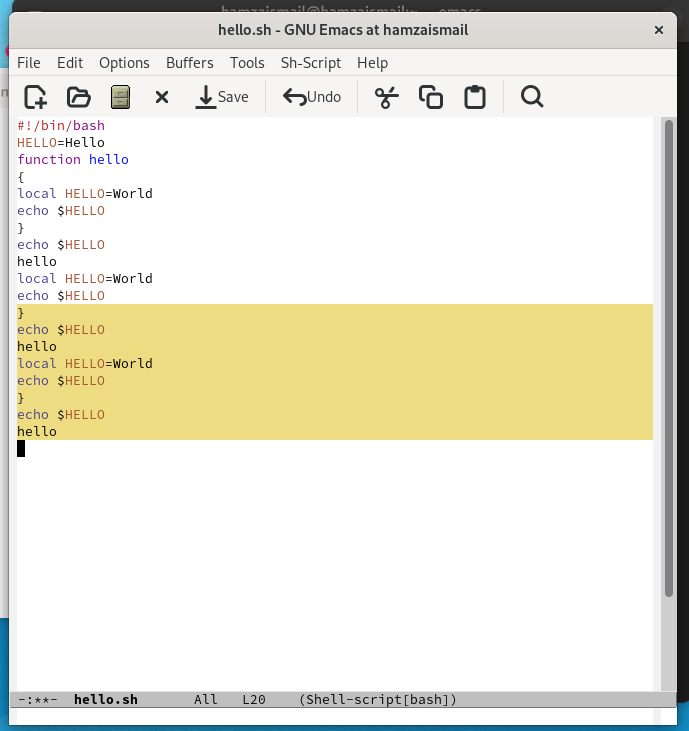 hello.sh - GNU Emacs at hamzaismail
File Edit Options Buffers Tools Sh-Script Help
Save Undo
#!/bin/bash
HELLO=Hello
function hello
{
local HELLO=World
echo $HELLO
}
echo $HELLO
hello
local HELLO=World
echo $HELLO
}
echo $HELLO
hello
local HELLO=World
echo $HELLO
}
echo $HELLO
hello
-:**- hello.sh All L20 (Shell-script[bash])